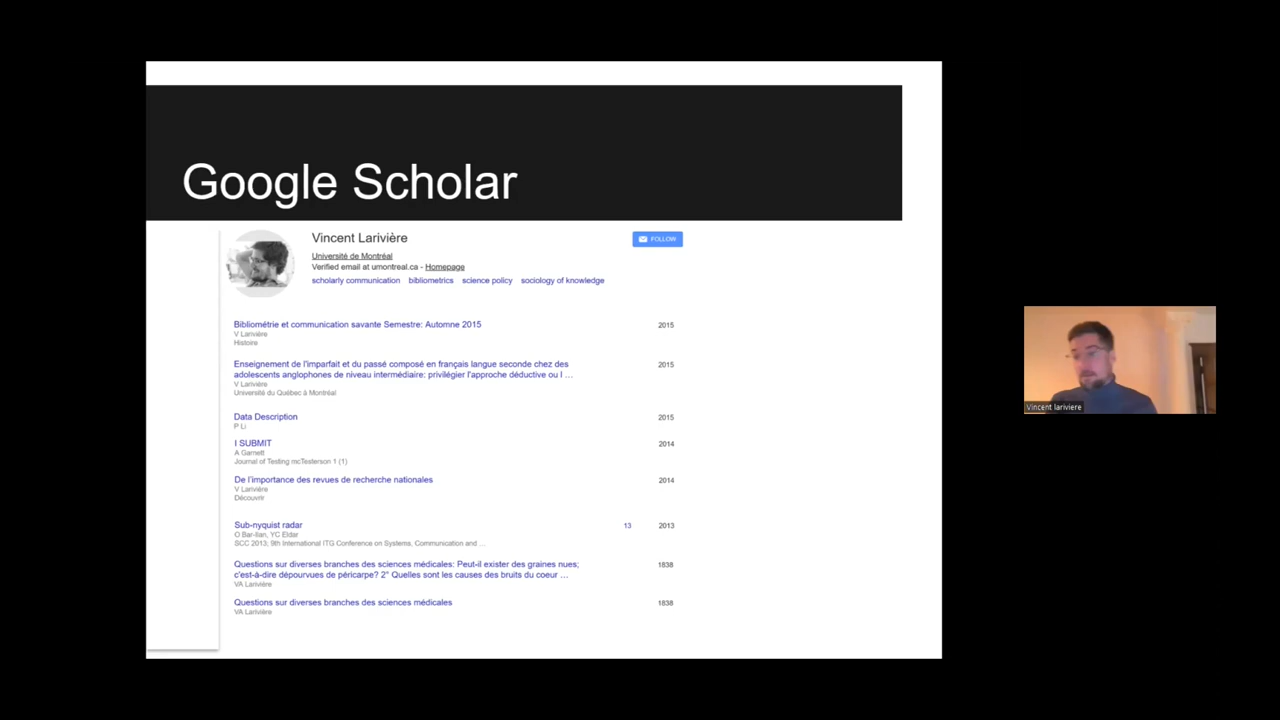 Google Scholar
Vincent Larivière
FOLLOW
Université de Montréal
Verified email at umontreal.ca - Homepage
scholarly communication bibliometrics science policy sociology of knowledge
Bibliométrie et communication savante Semestre: Automne 2015 2015
V Larivière
Histoire
Enseignement de l'imparfait et du passé composé en français langue seconde chez des 2015
adolescents anglophones de niveau intermédiaire: privilégier l'approche déductive ou l ...
V Larivière
Université du Québec à Montréal
Data Description 2015
P Li
I SUBMIT 2014
A Garnett
Journal of Testing mcTesterson 1 (1)
De l'importance des revues de recherche nationales 2014
V Larivière
Découvrir
Sub-nyquist radar 13 2013
O Bar-Ilan, YC Eldar
SCC 2013, 9th International ITG Conference on Systems, Communication and ...
Questions sur diverses branches des sciences médicales: Peut-il exister des graines nues; 1838
c'est-à-dire dépourvues de péricarpe? 2° Quelles sont les causes des bruits du coeur ...
VA Larivière
Questions sur diverses branches des sciences médicales 1838
VA Larivière
Vincent lariviere